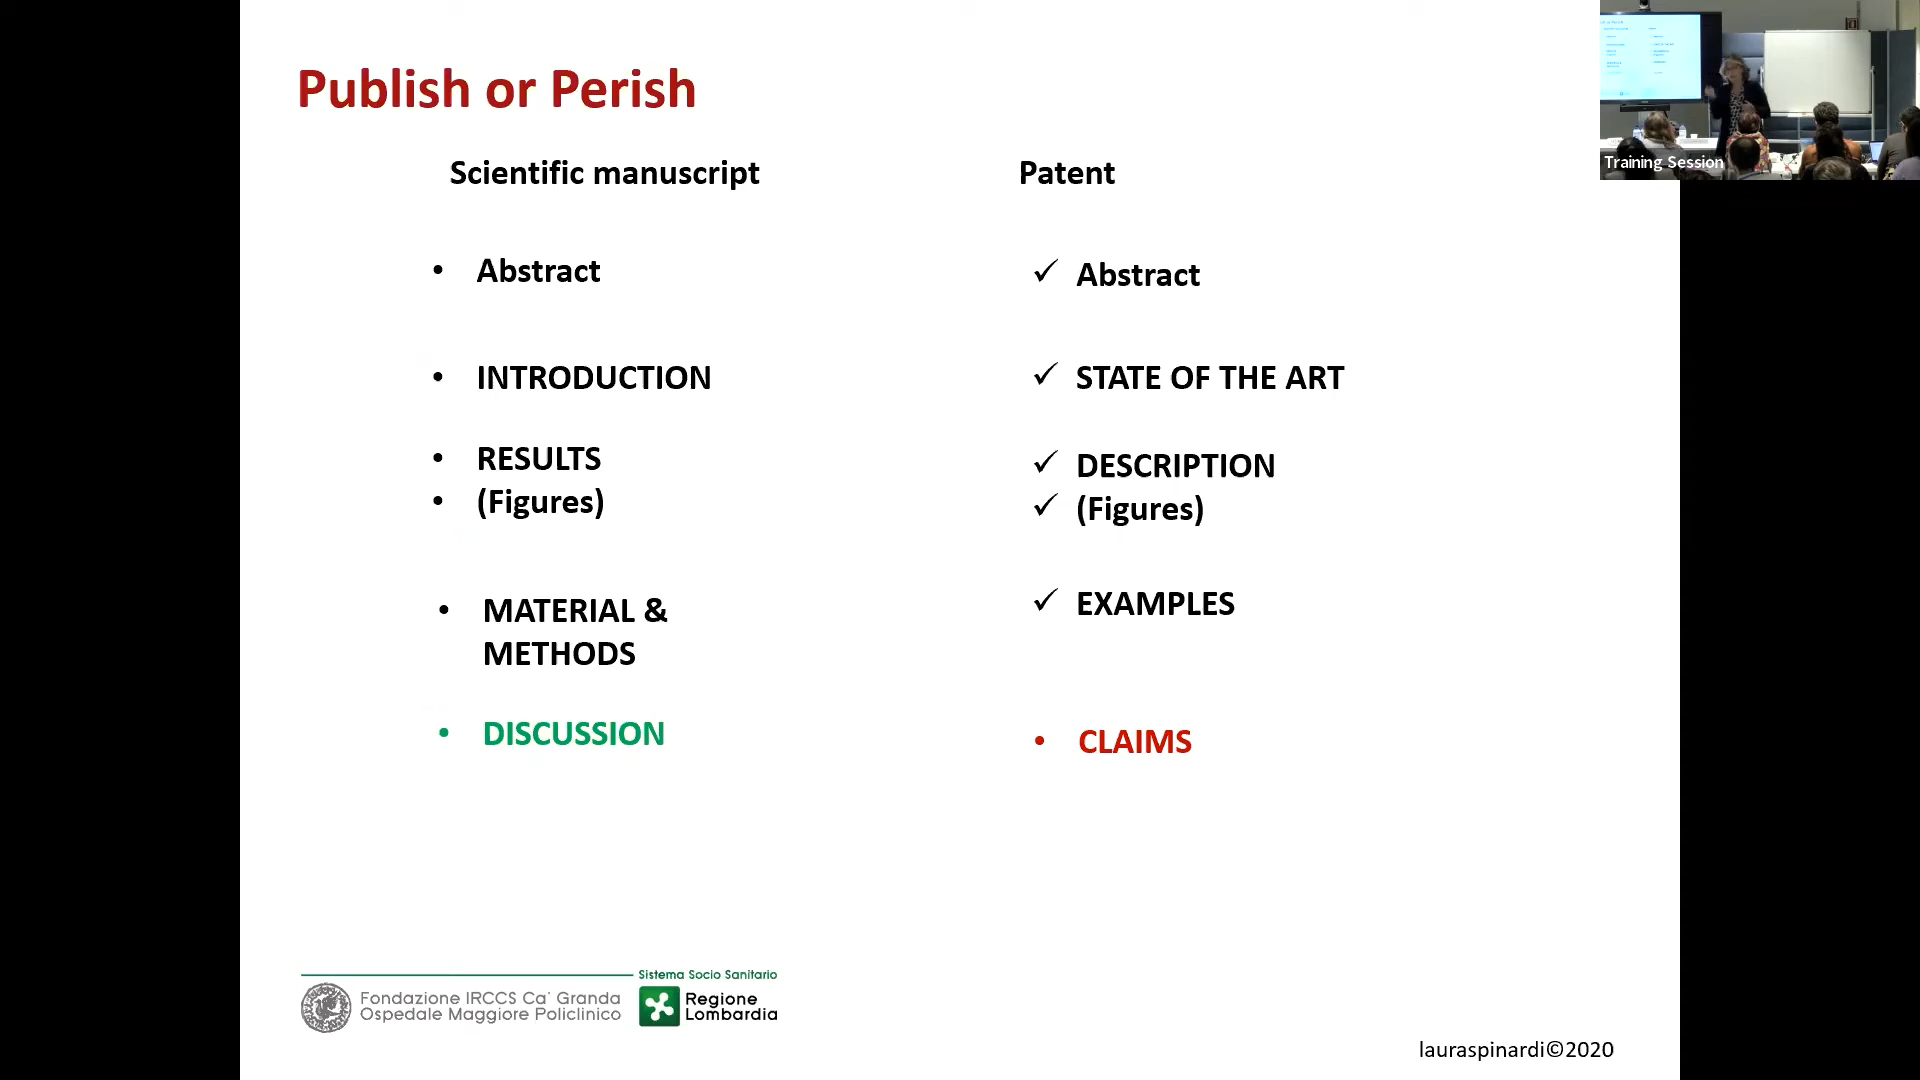 Publish or Perish
Scientific manuscript
Patent
• Abstract
✓ Abstract
• INTRODUCTION
✓ STATE OF THE ART
• RESULTS
• (Figures)
✓ DESCRIPTION
✓ (Figures)
• MATERIAL &
METHODS
✓ EXAMPLES
• DISCUSSION
• CLAIMS
Training Session
Sistema Socio Sanitario
Fondazione IRCCS Ca' Granda
Ospedale Maggiore Policlinico
Regione
Lombardia
lauraspinardi©2020